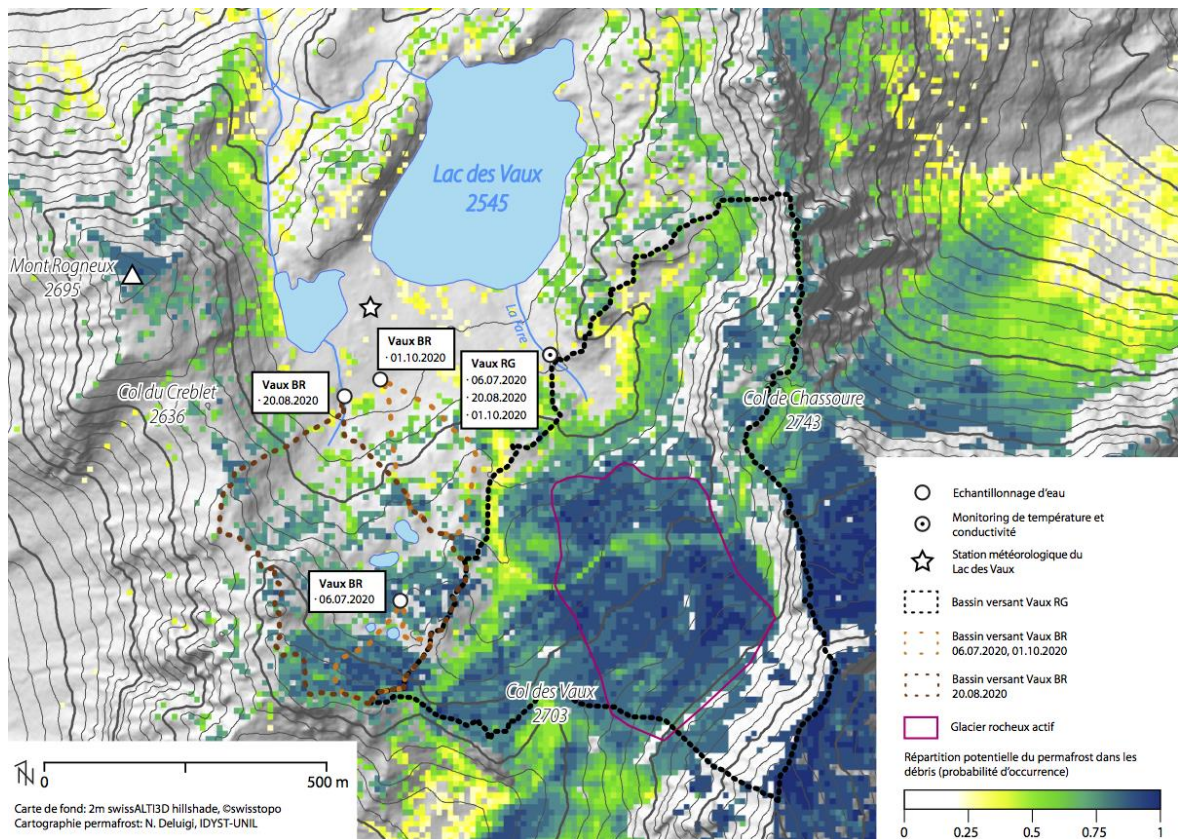 Lac des Vaux
2545
Mont Rogneux
2695
La Fare
Vaux BR
· 01.10.2020
Vaux RG
· 06.07.2020
· 20.08.2020
· 01.10.2020
Vaux BR
· 20.08.2020
Col du Creblet
2636
Col de Chassoure
2743
Vaux BR
· 06.07.2020
Col des Vaux
2703
Echantillonnage d'eau
Monitoring de température et
conductivité
Station météorologique du
Lac des Vaux
Bassin versant Vaux RG
Bassin versant Vaux BR
06.07.2020, 01.10.2020
Bassin versant Vaux BR
20.08.2020
Glacier rocheux actif
Répartition potentielle du permafrost dans les
débris (probabilité d'occurrence)
0 0.25 0.5 0.75 1
N 0 500 m
Carte de fond: 2m swissALTI3D hillshade, ©swisstopo
Cartographie permafrost: N. Deluigi, IDYST-UNIL